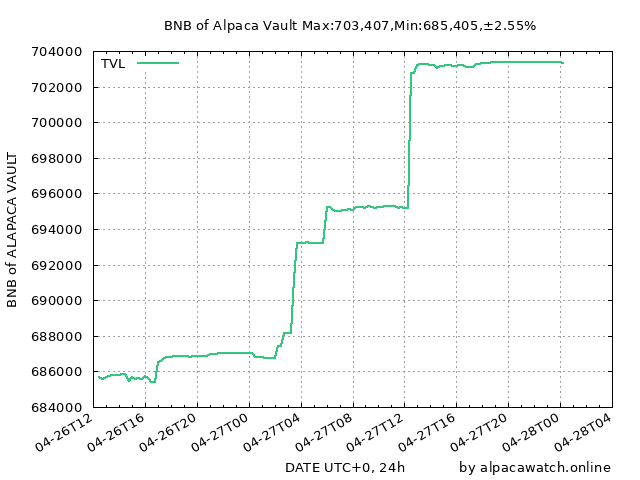 BNB of Alpaca Vault Max:703,407,Min:685,405,±2.55%
TVL
704000
702000
700000
698000
696000
694000
692000
690000
688000
686000
684000
BNB of ALAPACA VAULT
04-26T12
04-26T16
04-26T20
04-27T00
04-27T04
04-27T08
04-27T12
04-27T16
04-27T20
04-28T00
04-28T04
DATE UTC+0, 24h
by alpacawatch.online